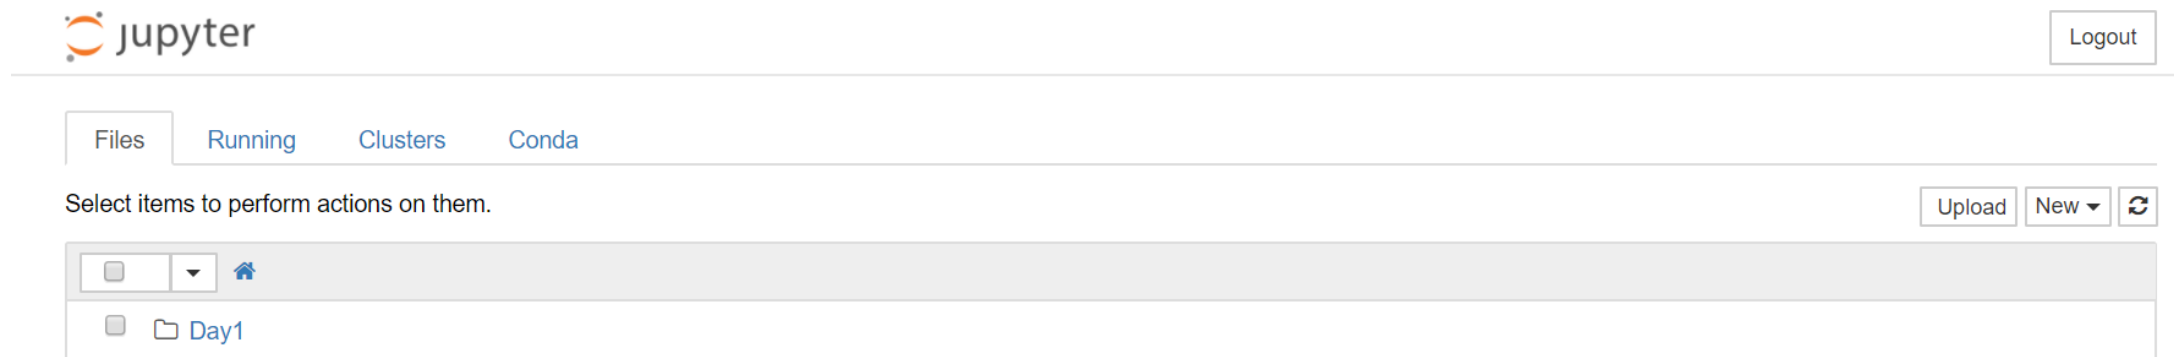 jupyter
Logout
Files Running Clusters Conda
Select items to perform actions on them.
Upload New
Day1